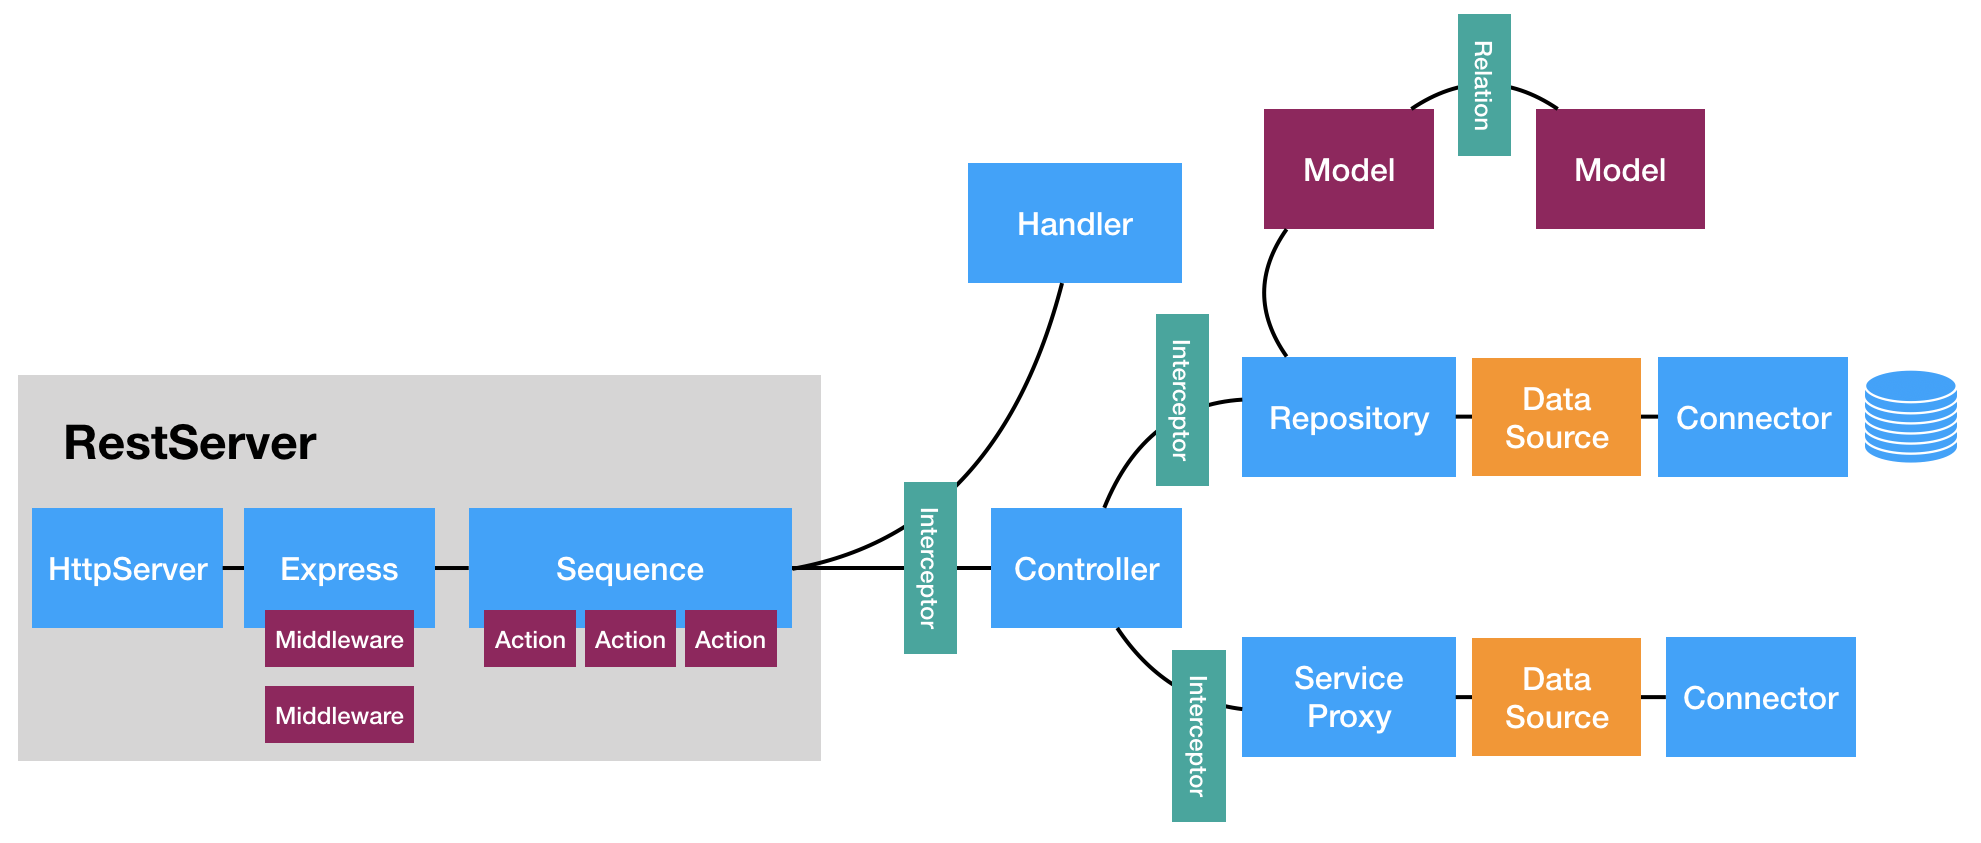 Relation
Model
Model
Handler
Interceptor
Repository
Data
Source
Connector
RestServer
HttpServer
Express
Sequence
Interceptor
Controller
Middleware
Action
Action
Action
Middleware
Interceptor
Service
Proxy
Data
Source
Connector